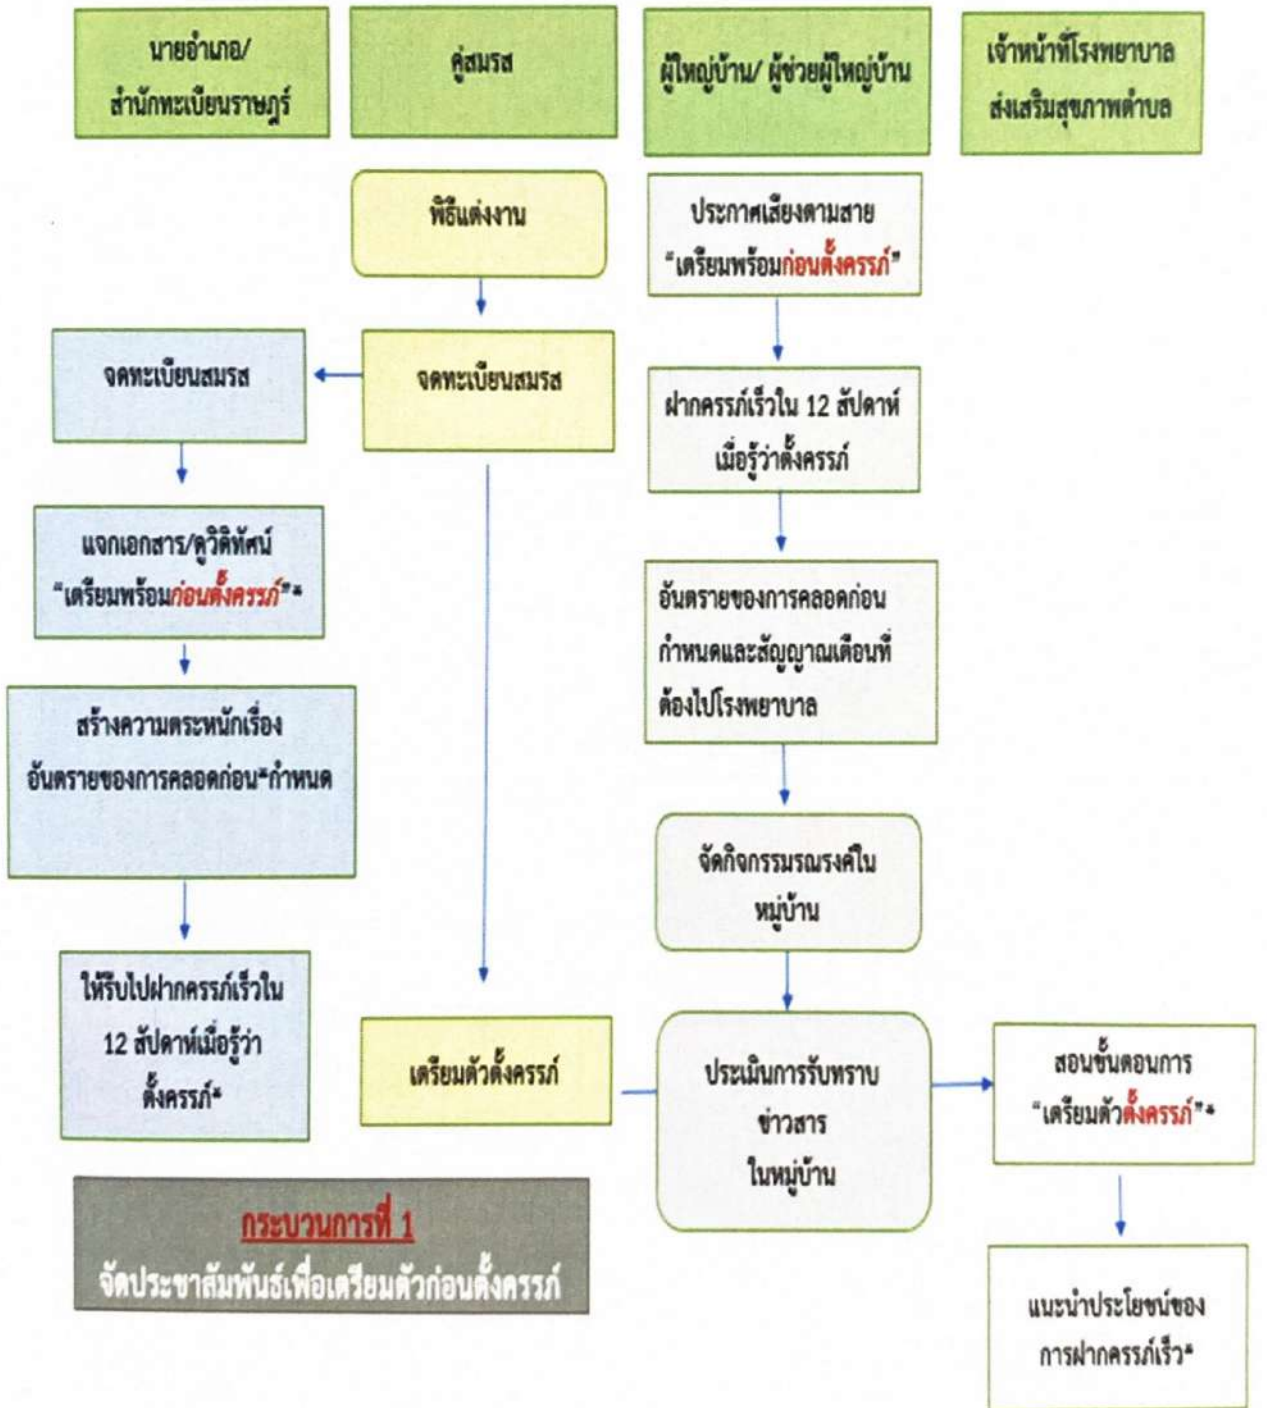 นายอำเภอ/
สำนักทะเบียนราษฎร์
คู่สมรส
ผู้ใหญ่บ้าน/ ผู้ช่วยผู้ใหญ่บ้าน
เจ้าหน้าที่โรงพยาบาล
ส่งเสริมสุขภาพตำบล
พิธีแต่งงาน
จดทะเบียนสมรส
จดทะเบียนสมรส
แจกเอกสาร/ดูวิดิทัศน์
“เตรียมพร้อมก่อนตั้งครรภ์”*
สร้างความตระหนักเรื่อง
อันตรายของการคลอดก่อน*กำหนด
ให้รีบไปฝากครรภ์เร็วใน
12 สัปดาห์เมื่อรู้ว่า
ตั้งครรภ์*
เตรียมตัวตั้งครรภ์
ประกาศเสียงตามสาย
“เตรียมพร้อมก่อนตั้งครรภ์”
ฝากครรภ์เร็วใน 12 สัปดาห์
เมื่อรู้ว่าตั้งครรภ์
อันตรายของการคลอดก่อน
กำหนดและสัญญาณเตือนที่
ต้องไปโรงพยาบาล
จัดกิจกรรมรณรงค์ใน
หมู่บ้าน
ประเมินการรับทราบ
ข่าวสาร
ในหมู่บ้าน
สอนขั้นตอนการ
“เตรียมตัวตั้งครรภ์”*
แนะนำประโยชน์ของ
การฝากครรภ์เร็ว*
กระบวนการที่ 1
จัดประชาสัมพันธ์เพื่อเตรียมตัวก่อนตั้งครรภ์